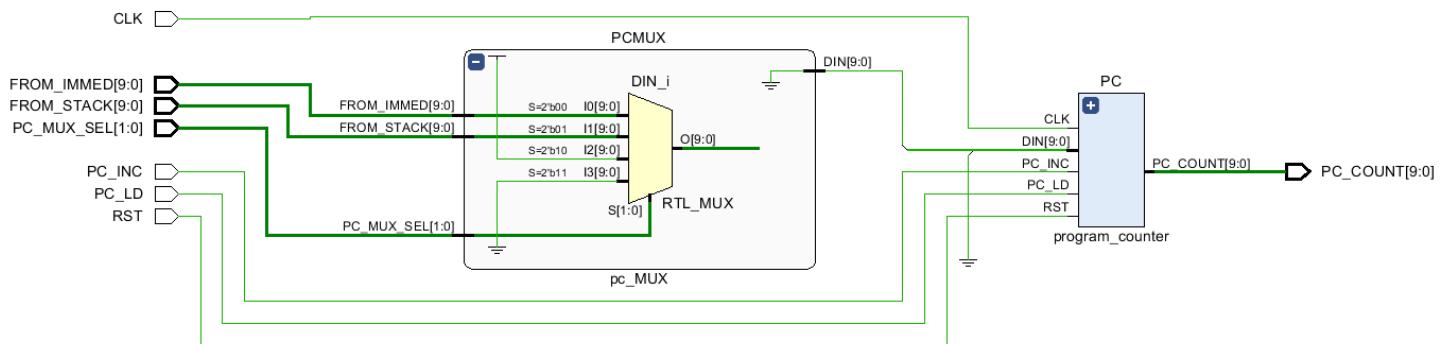 CLK
FROM_IMMED[9:0]
FROM_STACK[9:0]
PC_MUX_SEL[1:0]
PC_INC
PC_LD
RST
PCMUX
DIN_i
FROM_IMMED[9:0]
FROM_STACK[9:0]
PC_MUX_SEL[1:0]
S=2'b00 I0[9:0]
S=2'b01 I1[9:0]
S=2'b10 I2[9:0]
S=2'b11 I3[9:0]
S[1:0]
O[9:0]
RTL_MUX
pc_MUX
DIN[9:0]
PC
CLK
DIN[9:0]
PC_INC
PC_LD
RST
PC_COUNT[9:0]
program_counter
PC_COUNT[9:0]